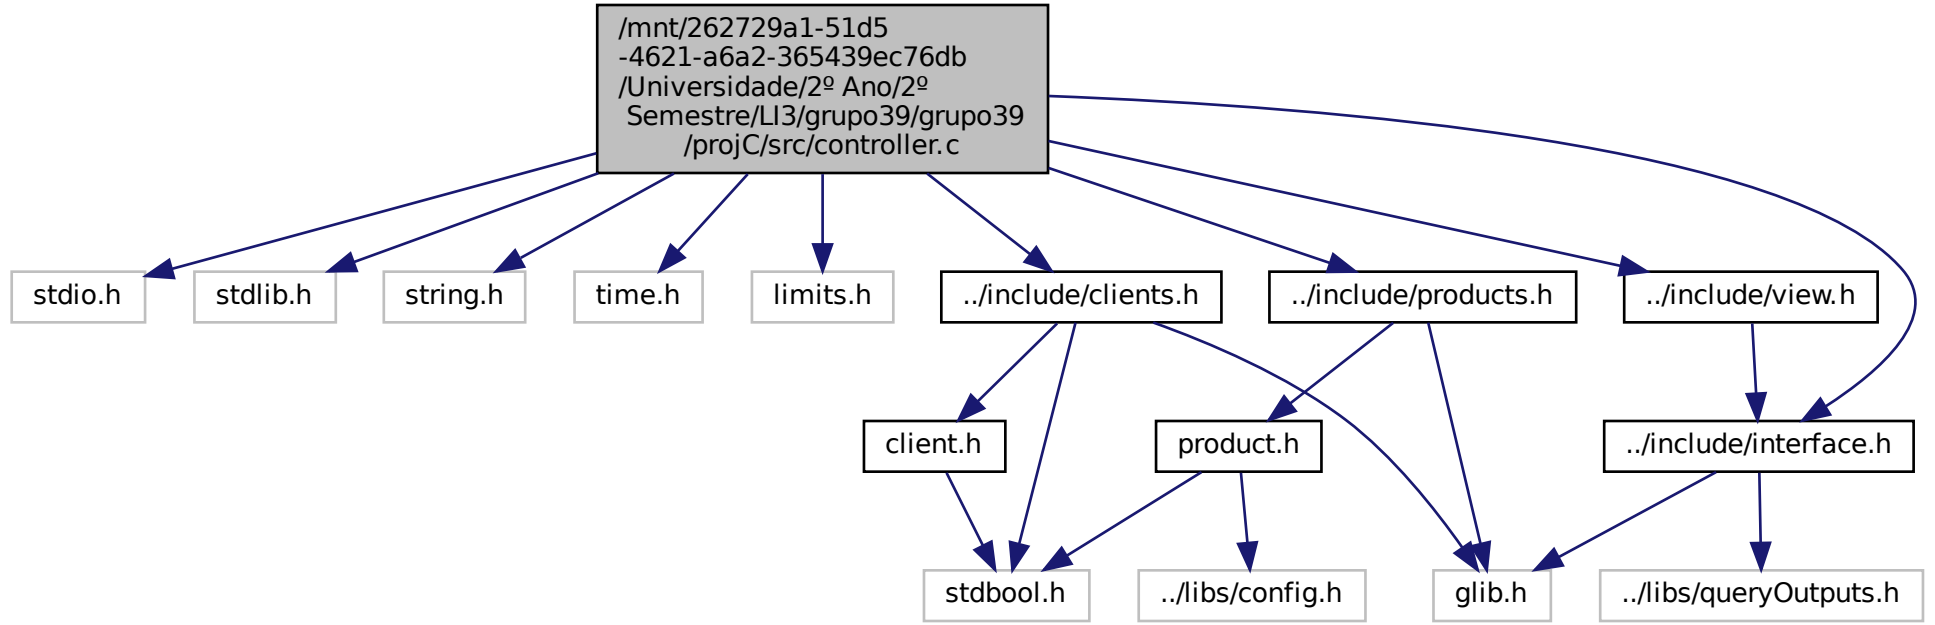 /mnt/262729a1-51d5
-4621-a6a2-365439ec76db
/Universidade/2º Ano/2º
Semestre/LI3/grupo39/grupo39
/projC/src/controller.c
stdio.h
stdlib.h
string.h
time.h
limits.h
../include/clients.h
../include/products.h
../include/view.h
client.h
product.h
../include/interface.h
stdbool.h
../libs/config.h
glib.h
../libs/queryOutputs.h